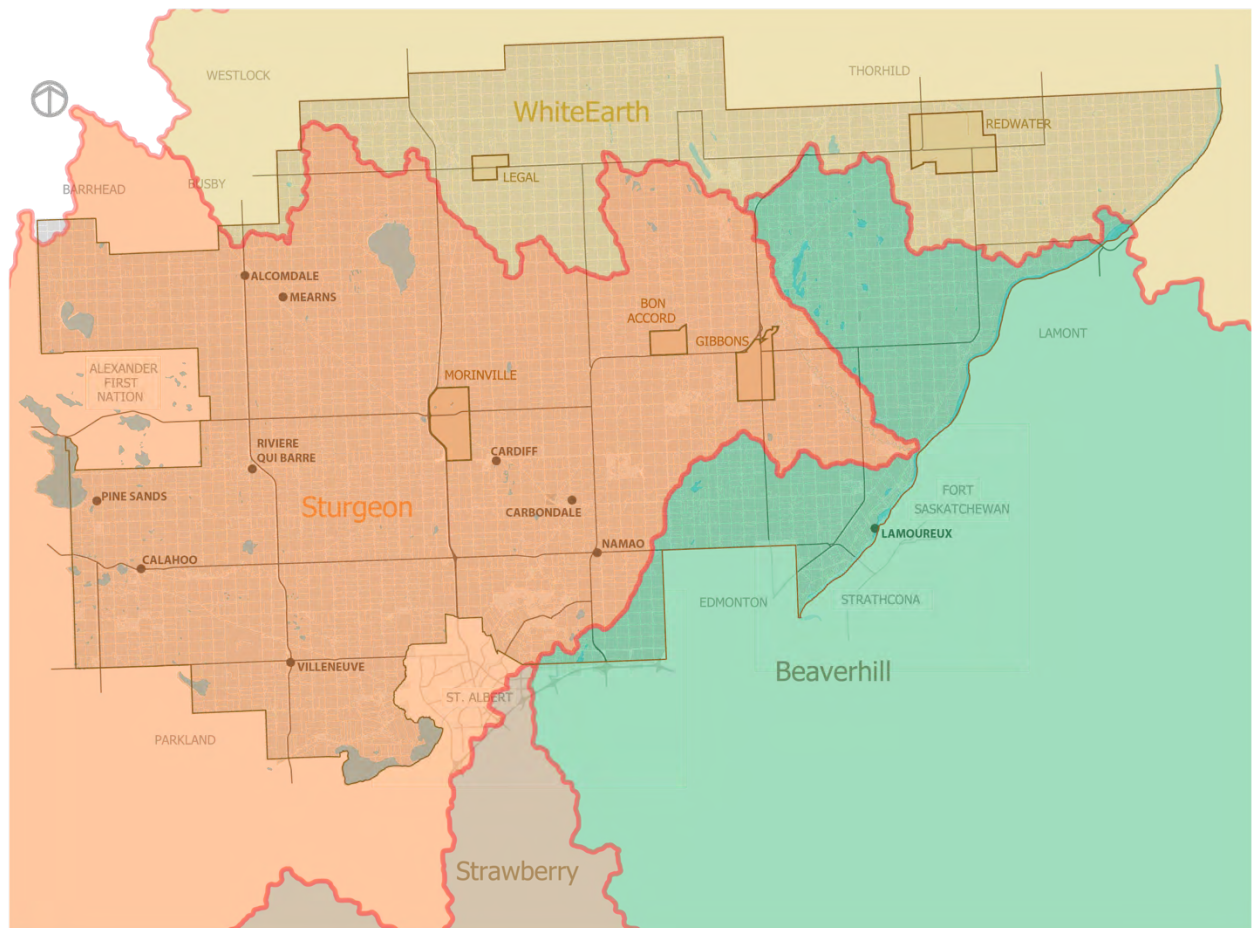 WESTLOCK
THORHILD
WhiteEarth
REDWATER
LEGAL
BARRHEAD
BUSBY
ALCOMDALE
MEARNS
BON
ACCORD
GIBBONS
LAMONT
ALEXANDER
FIRST
NATION
MORINVILLE
RIVIERE
QUI BARRE
CARDIFF
PINE SANDS
Sturgeon
CARBONDALE
FORT
SASKATCHEWAN
LAMOUREUX
NAMAO
CALAHOO
EDMONTON
STRATHCONA
VILLENEUVE
Beaverhill
ST. ALBERT
PARKLAND
Strawberry